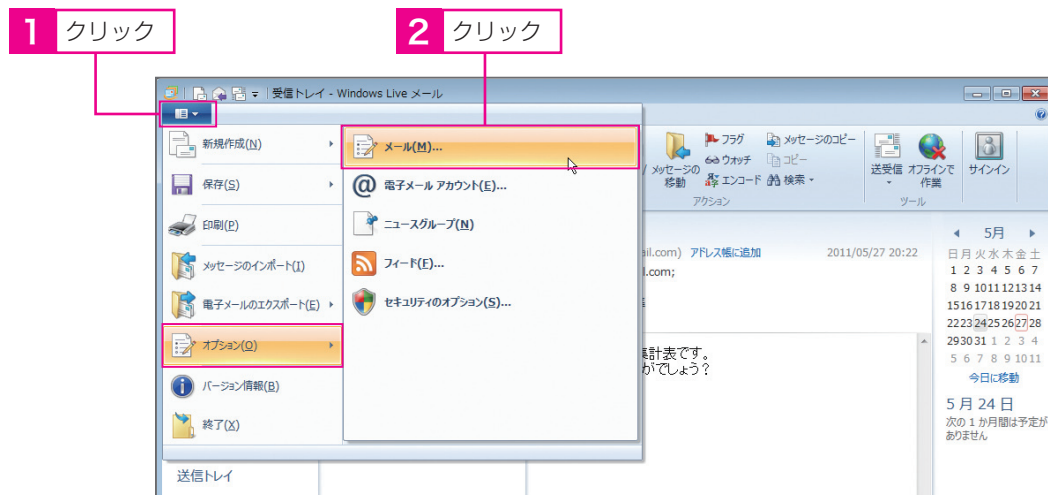 1 クリック
2 クリック
受信トレイ - Windows Live メール
新規作成(N)
保存(S)
印刷(P)
メッセージのインポート(I)
電子メールのエクスポート(E)
オプション(O)
バージョン情報(B)
終了(X)
メール(M)...
電子メール アカウント(E)...
ニュースグループ(N)
フィード(F)...
セキュリティのオプション(S)...
メッセージの
移動
フラグ
ウオッチ
エンコード
メッセージのコピー
コピー
検索
アクション
送受信
オフラインで
作業
サインイン
ツール
ail.com) アドレス帳に追加 2011/05/27 20:22
l.com;
集計表です。
がでしょう?
5月
日 月 火 水 木 金 土
1 2 3 4 5 6 7
8 9 10 11 12 13 14
15 16 17 18 19 20 21
22 23 24 25 26 27 28
29 30 31 1 2 3 4
5 6 7 8 9 10 11
今日に移動
5 月 24 日
次の 1 か月間は予定が
ありません
送信トレイ